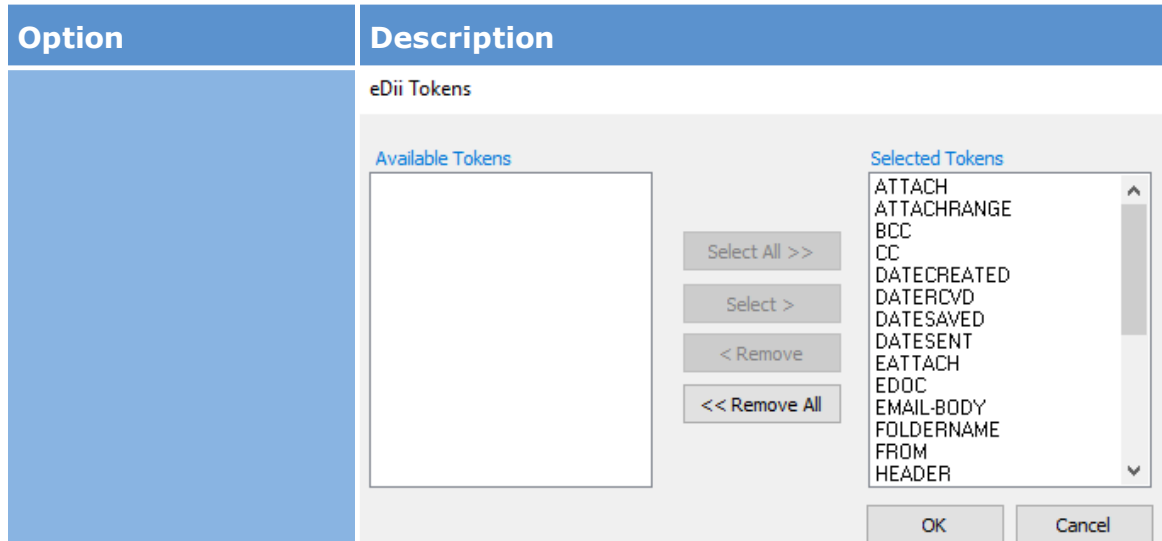 Option Description
eDii Tokens
Available Tokens Selected Tokens
ATTACH
ATTACHRANGE
BCC
CC
DATECREATED
DATERCVD
DATESAVED
DATESENT
EATTACH
EDOC
EMAIL-BODY
FOLDERNAME
FROM
HEADER
Select All >>
Select >
< Remove
<< Remove All
OK Cancel